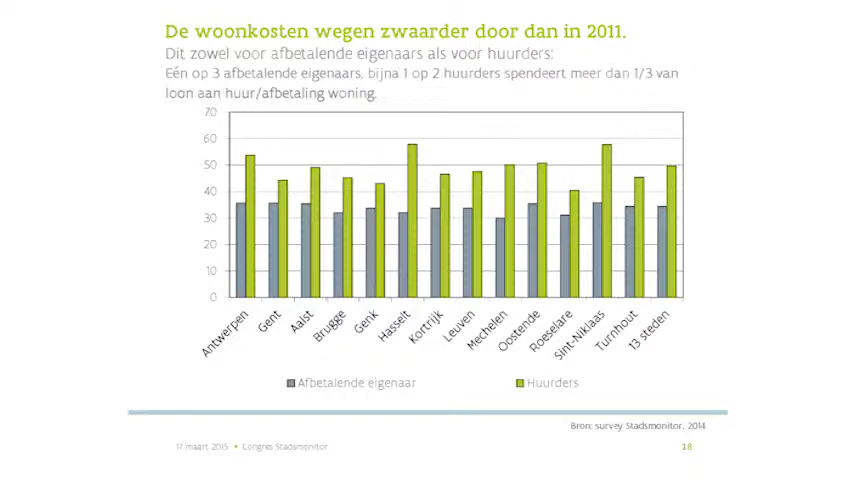 De woonkosten wegen zwaarder door dan in 2011.
Dit zowel voor afbetalende eigenaars als voor huurders:
Eén op 3 afbetalende eigenaars, bijna 1 op 2 huurders spendeert meer dan 1/3 van
loon aan huur/afbetaling woning.
70
60
50
40
30
20
10
0
Antwerpen
Gent
Aalst
Brugge
Genk
Hasselt
Kortrijk
Leuven
Mechelen
Oostende
Roeselare
Sint-Niklaas
Turnhout
13 steden
Afbetalende eigenaar
Huurders
Bron: survey Stadsmonitor, 2014
17 maart 2015 • Congres Stadsmonitor
18